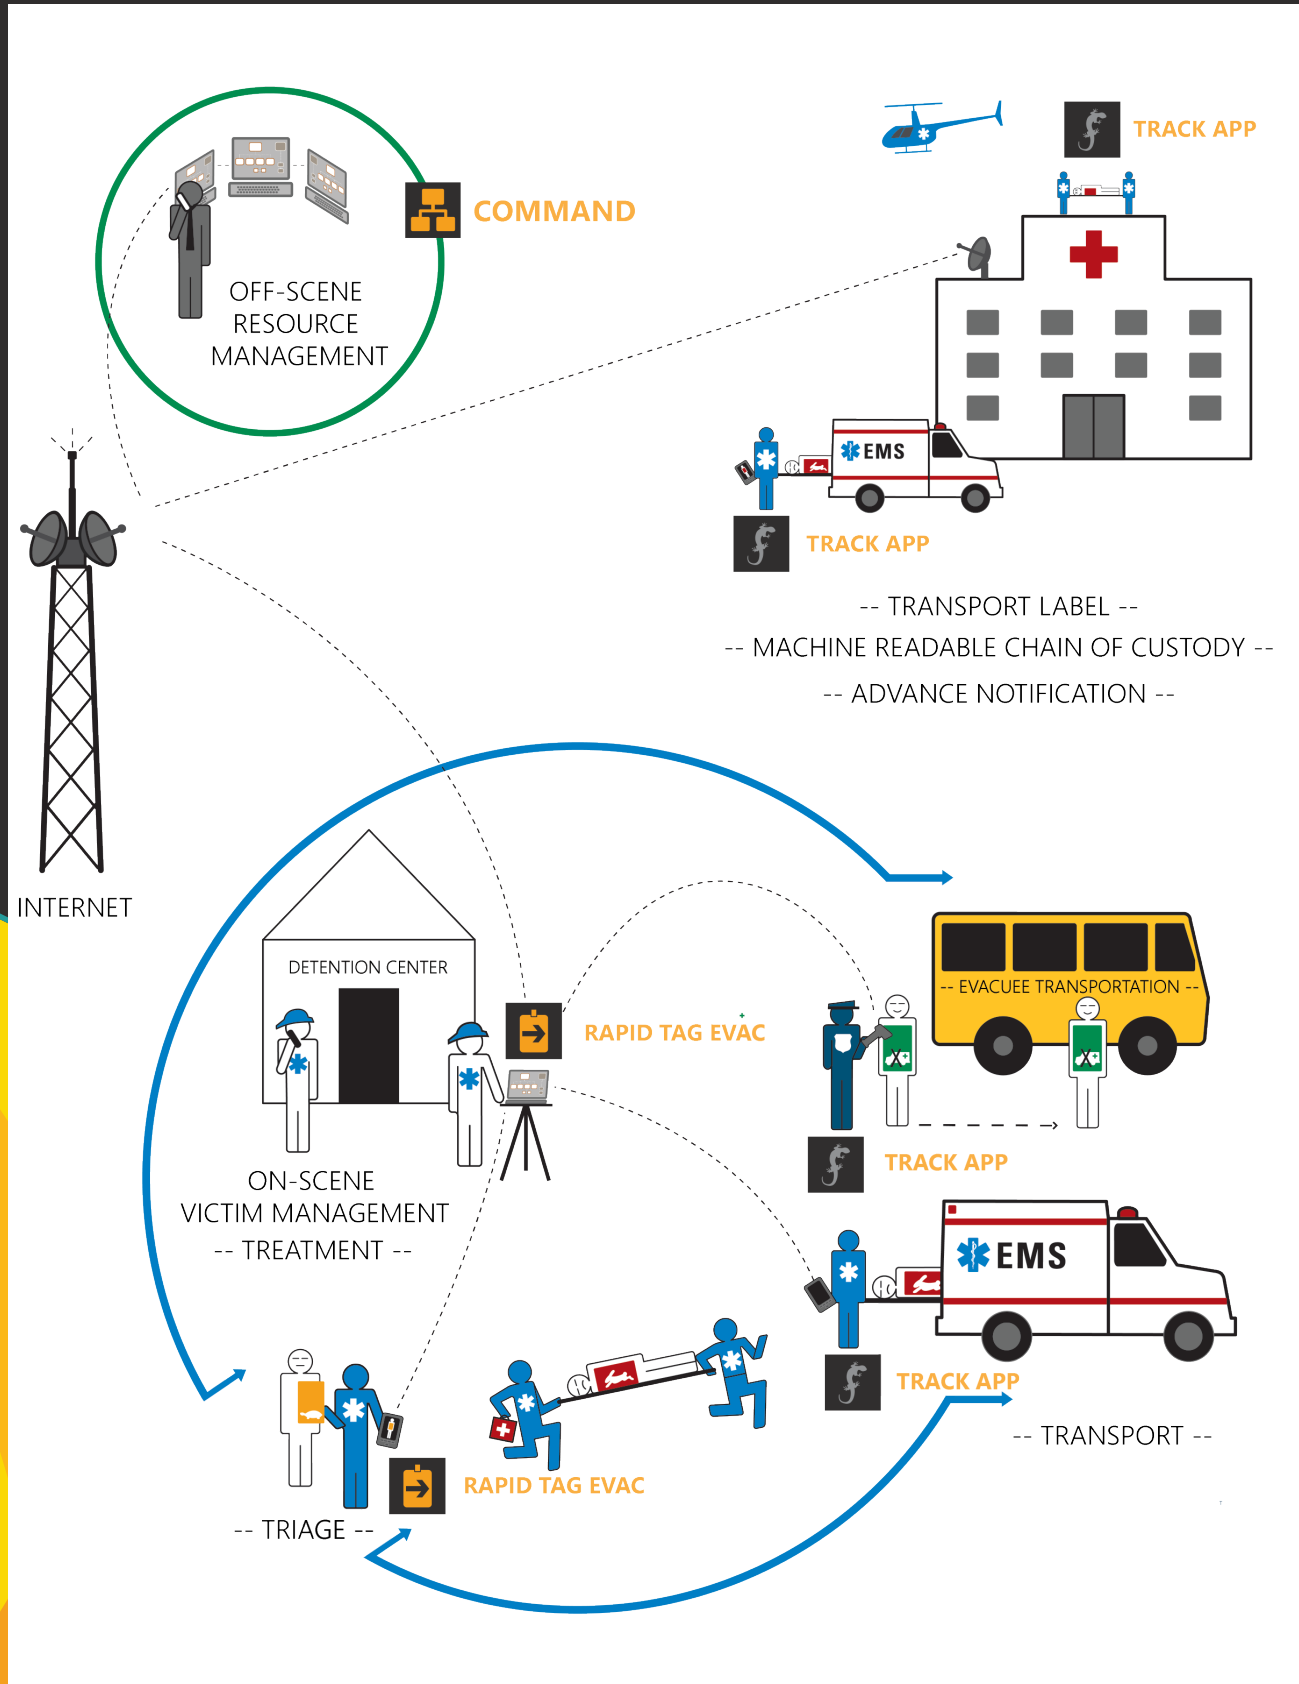 TRACK APP
COMMAND
OFF-SCENE
RESOURCE
MANAGEMENT
EMS
TRACK APP
-- TRANSPORT LABEL --
-- MACHINE READABLE CHAIN OF CUSTODY --
-- ADVANCE NOTIFICATION --
INTERNET
DETENTION CENTER
-- EVACUEE TRANSPORTATION --
RAPID TAG EVAC
TRACK APP
ON-SCENE
VICTIM MANAGEMENT
-- TREATMENT --
EMS
TRACK APP
-- TRANSPORT --
RAPID TAG EVAC
-- TRIAGE --